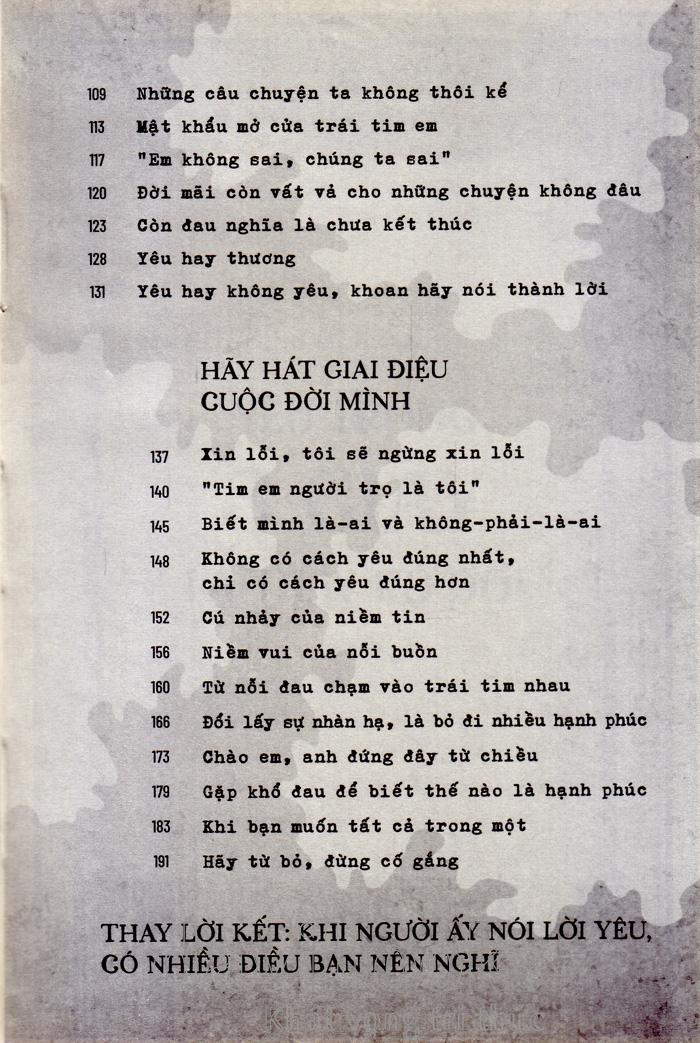 109 Những câu chuyện ta không thôi kể
113 Mật khẩu mở cửa trái tim em
117 "Em không sai, chúng ta sai"
120 Đời mãi còn vất vả cho những chuyện không đâu
123 Còn đau nghĩa là chưa kết thúc
128 Yêu hay thương
131 Yêu hay không yêu, khoan hãy nói thành lời
HÃY HÁT GIAI ĐIỆU
CUỘC ĐỜI MÌNH
137 Xin lỗi, tôi sẽ ngừng xin lỗi
140 "Tim em người trọ là tôi"
145 Biết mình là-ai và không-phải-là-ai
148 Không có cách yêu đúng nhất,
chỉ có cách yêu đúng hơn
152 Cú nhảy của niềm tin
156 Niềm vui của nỗi buồn
160 Từ nỗi đau chạm vào trái tim nhau
166 Đổi lấy sự nhàn hạ, là bỏ đi nhiều hạnh phúc
173 Chào em, anh đứng đây từ chiều
179 Gặp khổ đau để biết thế nào là hạnh phúc
183 Khi bạn muốn tất cả trong một
191 Hãy từ bỏ, đừng cố gắng
THAY LỜI KẾT: KHI NGƯỜI ẤY NÓI LỜI YÊU,
CÓ NHIỀU ĐIỀU BẠN NÊN NGHĨ